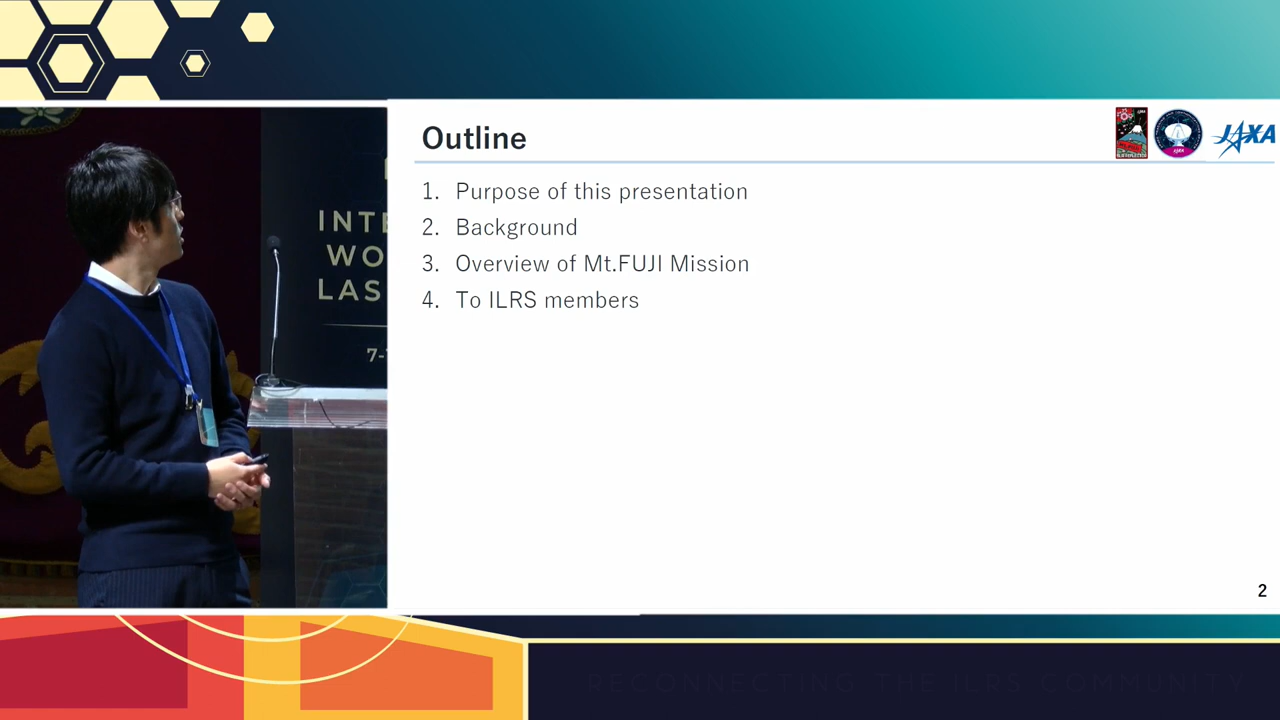 Outline
JAXA
1. Purpose of this presentation
2. Background
3. Overview of Mt.FUJI Mission
4. To ILRS members
2
INTE
WO
LAS
7-
RECONNECTING THE ILRS COMMUNITY